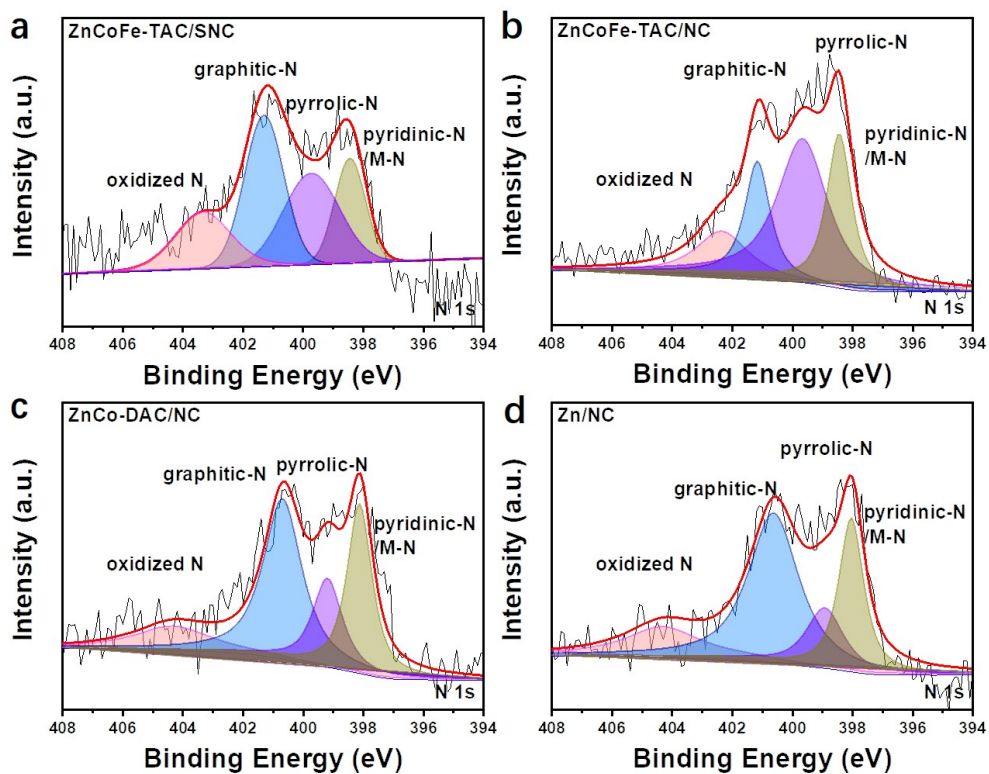 a
ZnCoFe-TAC/SNC
graphitic-N
pyrrolic-N
pyridinic-N
/M-N
oxidized N
N 1s
Intensity (a.u.)
408 406 404 402 400 398 396 394
Binding Energy (eV)
b
ZnCoFe-TAC/NC
pyrrolic-N
graphitic-N
pyridinic-N
/M-N
oxidized N
N 1s
Intensity (a.u.)
408 406 404 402 400 398 396 394
Binding Energy (eV)
c
ZnCo-DAC/NC
graphitic-N
pyrrolic-N
pyridinic-N
/M-N
oxidized N
N 1s
Intensity (a.u.)
408 406 404 402 400 398 396 394
Binding Energy (eV)
d
Zn/NC
pyrrolic-N
graphitic-N
pyridinic-N
/M-N
oxidized N
N 1s
Intensity (a.u.)
408 406 404 402 400 398 396 394
Binding Energy (eV)